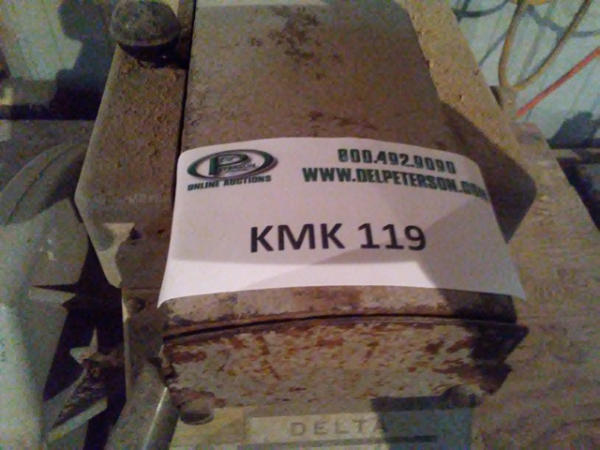 800.492.9090
WWW.DELPETERSON.COM
ONLINE AUCTIONS
KMK 119
DELTA